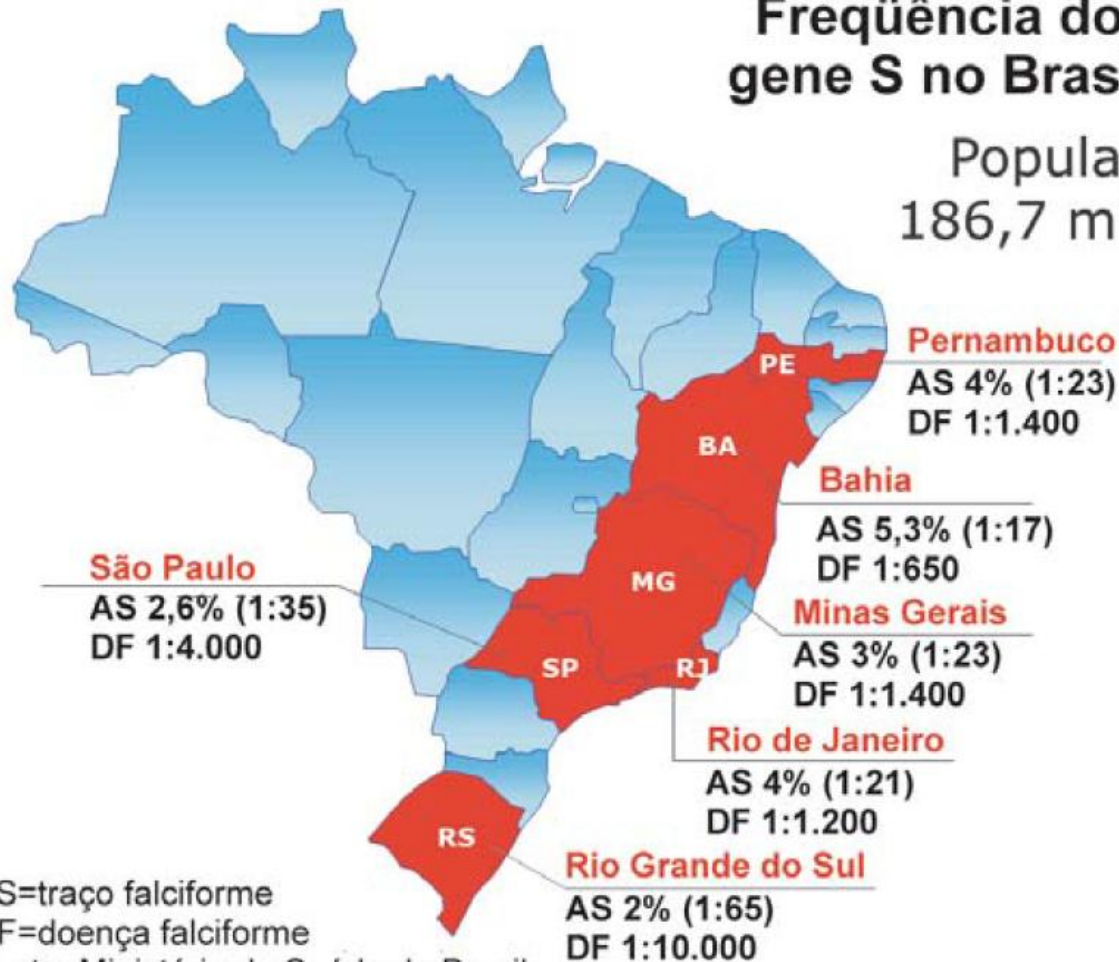 Freqüência do
gene S no Bras
Popula
186,7 m
PE
BA
MG
SP
RJ
RS
Pernambuco
AS 4% (1:23)
DF 1:1.400
Bahia
AS 5,3% (1:17)
DF 1:650
Minas Gerais
AS 3% (1:23)
DF 1:1.400
Rio de Janeiro
AS 4% (1:21)
DF 1:1.200
Rio Grande do Sul
AS 2% (1:65)
DF 1:10.000
São Paulo
AS 2,6% (1:35)
DF 1:4.000
S=traço falciforme
F=doença falciforme